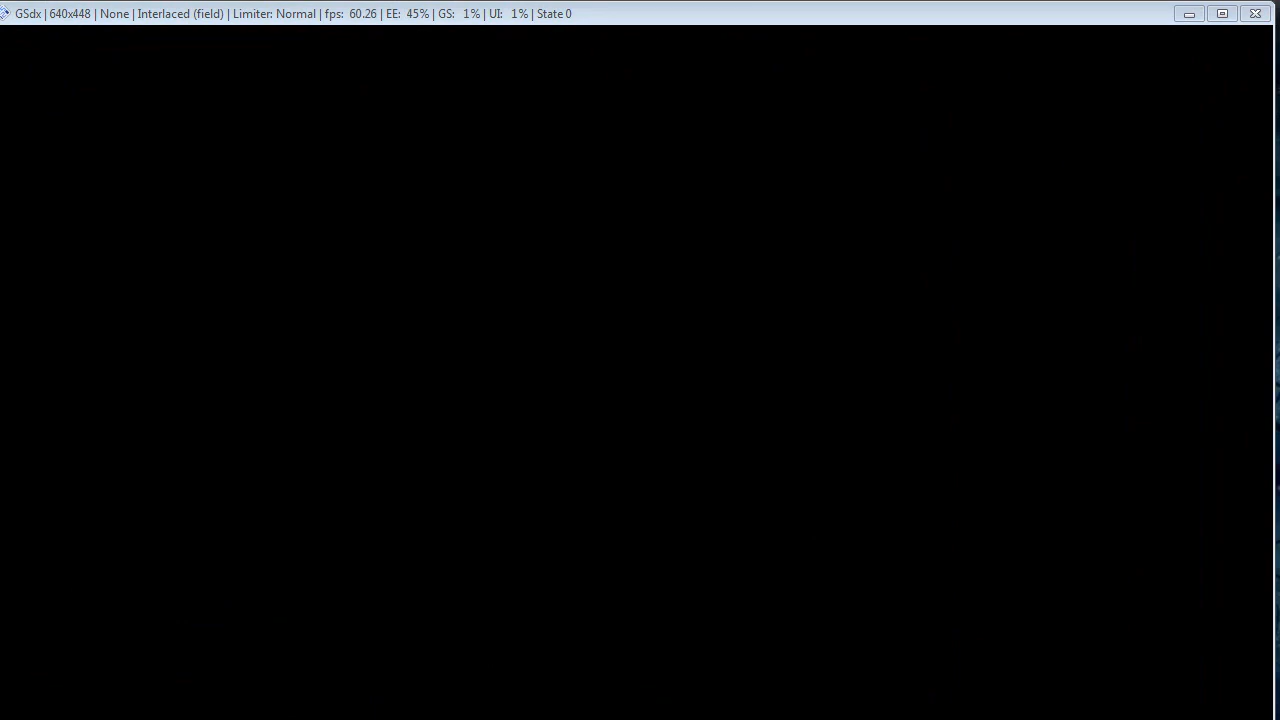 GSdx | 640x448 | None | Interlaced (field) | Limiter: Normal | fps: 60.26 | EE: 45% | GS: 1% | UI: 1% | State 0